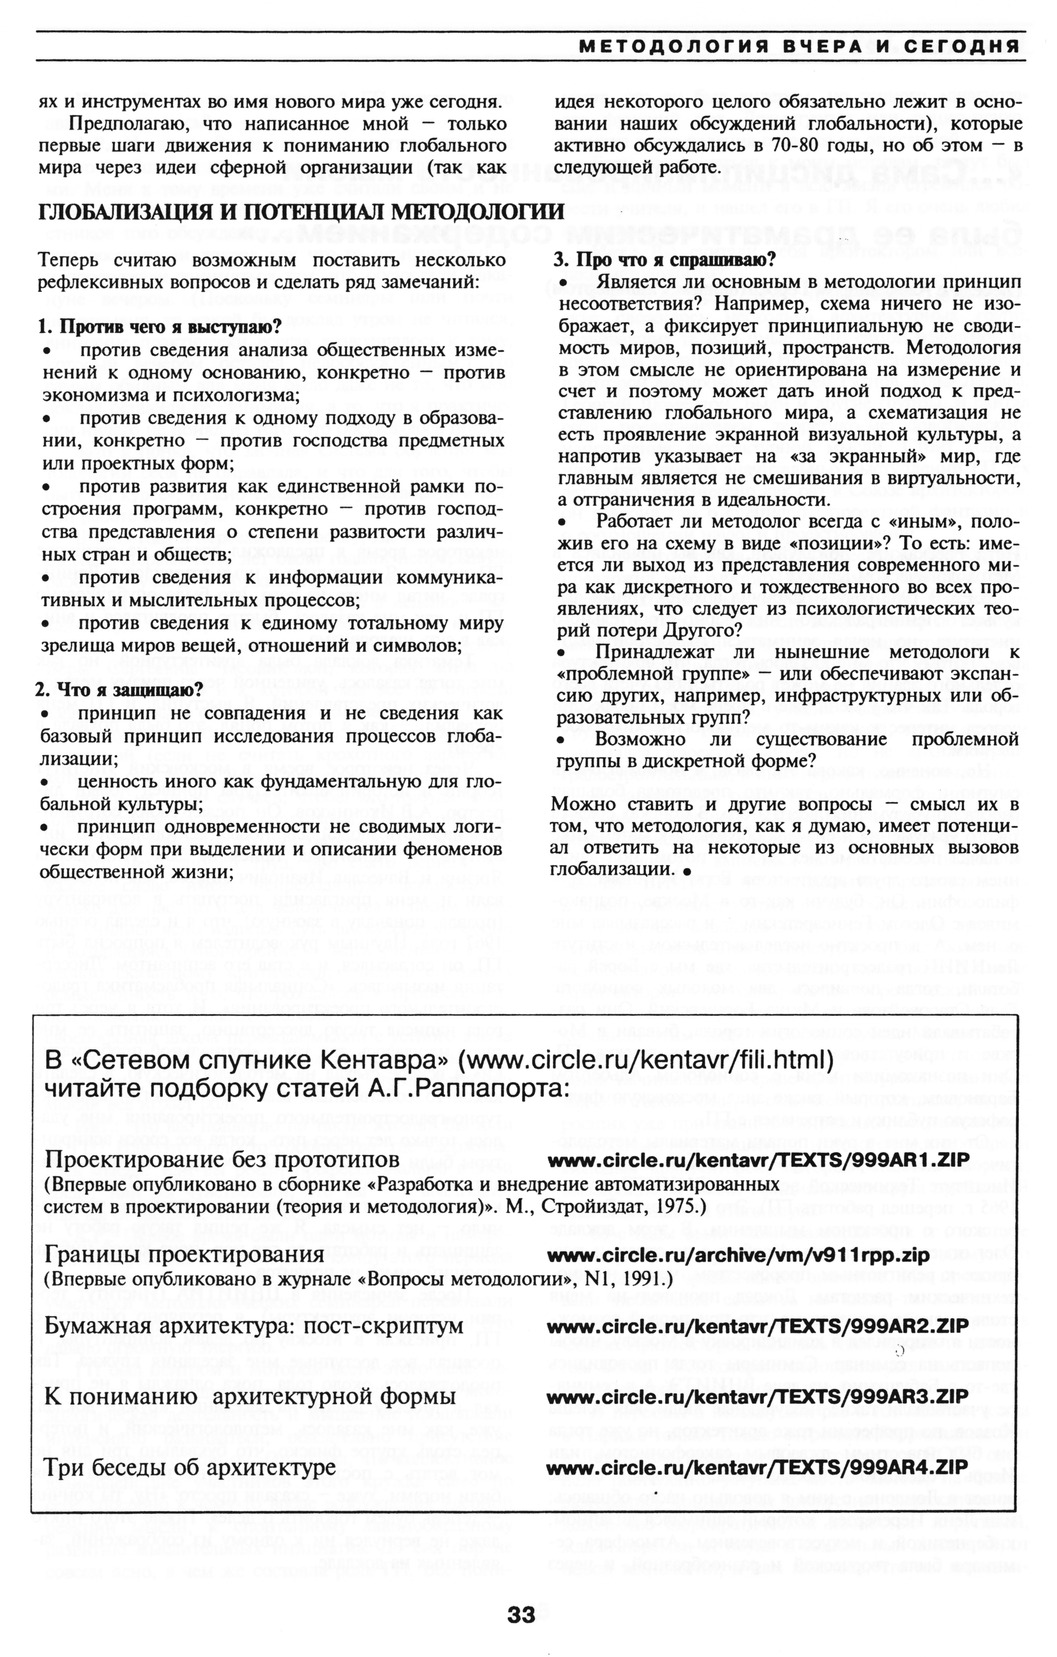 МЕТОДОЛОГИЯ ВЧЕРА И СЕГОДНЯ
ях и инструментах во имя нового мира уже сегодня.
Предполагаю, что написанное мной — только
первые шаги движения к пониманию глобального
мира через идеи сферной организации (так как
идея некоторого целого обязательно лежит в осно-
вании наших обсуждений глобальности), которые
активно обсуждались в 70-80 годы, но об этом — в
следующей работе.
ГЛОБАЛИЗАЦИЯ И ПОТЕНЦИАЛ МЕТОДОЛОГИИ
Теперь считаю возможным поставить несколько
рефлексивных вопросов и сделать ряд замечаний:
1. Против чего я выступаю?
• против сведения анализа общественных изме-
нений к одному основанию, конкретно — против
экономизма и психологизма;
• против сведения к одному подходу в образова-
нии, конкретно — против господства предметных
или проектных форм;
• против развития как единственной рамки по-
строения программ, конкретно — против господ-
ства представления о степени развитости различ-
ных стран и обществ;
• против сведения к информации коммуника-
тивных и мыслительных процессов;
• против сведения к единому тотальному миру
зрелища миров вещей, отношений и символов;
2. Что я защищаю?
• принцип не совпадения и не сведения как
базовый принцип исследования процессов глоба-
лизации;
• ценность иного как фундаментальную для гло-
бальной культуры;
• принцип одновременности не сводимых логи-
чески форм при выделении и описании феноменов
общественной жизни;
3. Про что я спрашиваю?
• Является ли основным в методологии принцип
несоответствия? Например, схема ничего не изо-
бражает, а фиксирует принципиальную не своди-
мость миров, позиций, пространств. Методология
в этом смысле не ориентирована на измерение и
счет и поэтому может дать иной подход к пред-
ставлению глобального мира, а схематизация не
есть проявление экранной визуальной культуры, а
напротив указывает на «за экранный» мир, где
главным является не смешивания в виртуальности,
а отграничения в идеальности.
• Работает ли методолог всегда с «иным», поло-
жив его на схему в виде «позиции»? То есть: име-
ется ли выход из представления современного ми-
ра как дискретного и тождественного во всех про-
явлениях, что следует из психологистических тео-
рий потери Другого?
• Принадлежат ли нынешние методологи к
«проблемной группе» — или обеспечивают экспан-
сию других, например, инфраструктурных или об-
разовательных групп?
• Возможно ли существование проблемной
группы в дискретной форме?
Можно ставить и другие вопросы — смысл их в
том, что методология, как я думаю, имеет потенци-
ал ответить на некоторые из основных вызовов
глобализации. •
В «Сетевом спутнике Кентавра» (www.circle.ru/kentavr/fili.html)
читайте подборку статей А.Г.Раппапорта:
Проектирование без прототипов www.circle.ru/kentavr/TEXTS/999AR1.ZIP
(Впервые опубликовано в сборнике «Разработка и внедрение автоматизированных
систем в проектировании (теория и методология)». М., Стройиздат, 1975.)
Границы проектирования www.circle.ru/archive/vm/v911rpp.zip
(Впервые опубликовано в журнале «Вопросы методологии», N1, 1991.)
Бумажная архитектура: пост-скриптум www.circle.ru/kentavr/TEXTS/999AR2.ZIP
К пониманию архитектурной формы www.circle.ru/kentavr/TEXTS/999AR3.ZIP
Три беседы об архитектуре www.circle.ru/kentavr/TEXTS/999AR4.ZIP
33